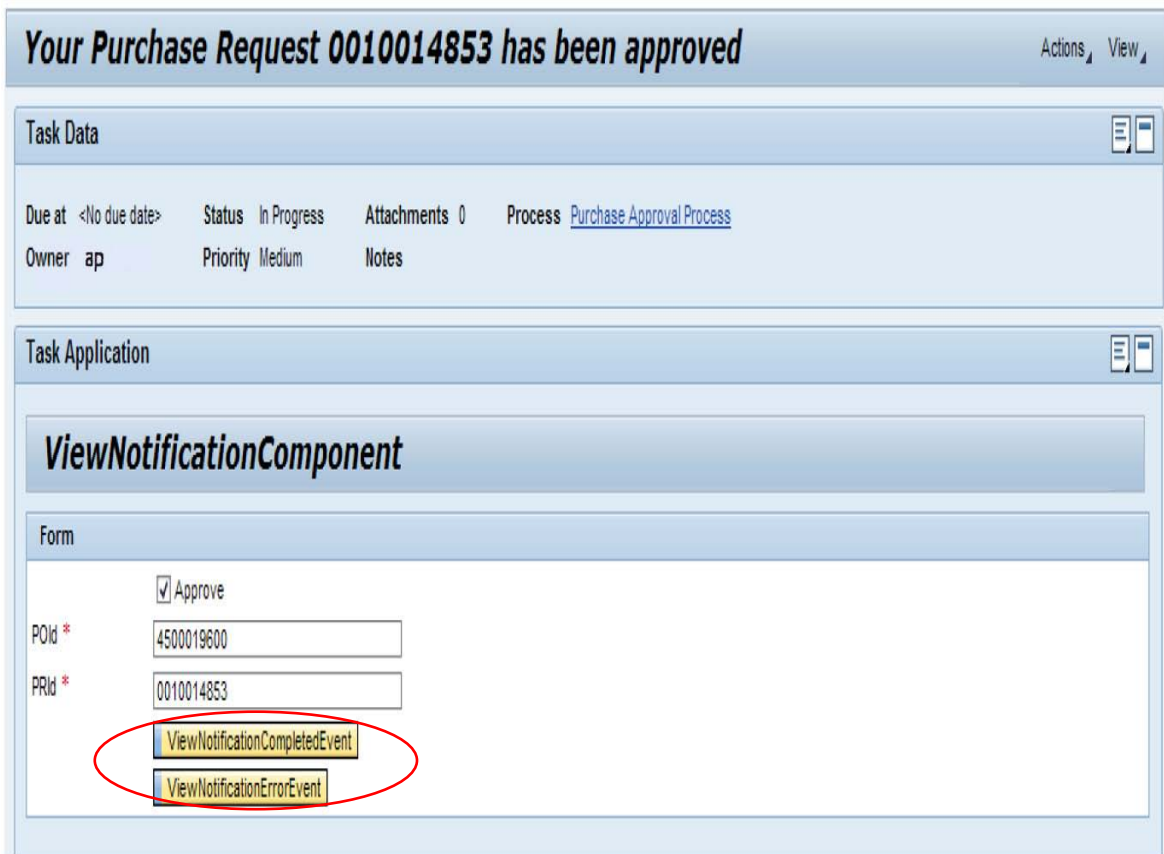 Your Purchase Request 0010014853 has been approved Actions View
Task Data
Due at <No due date> Status In Progress Attachments 0 Process Purchase Approval Process
Owner ap Priority Medium Notes
Task Application
ViewNotificationComponent
Form
Approve
POId * 4500019600
PRId * 0010014853
ViewNotificationCompletedEvent
ViewNotificationErrorEvent